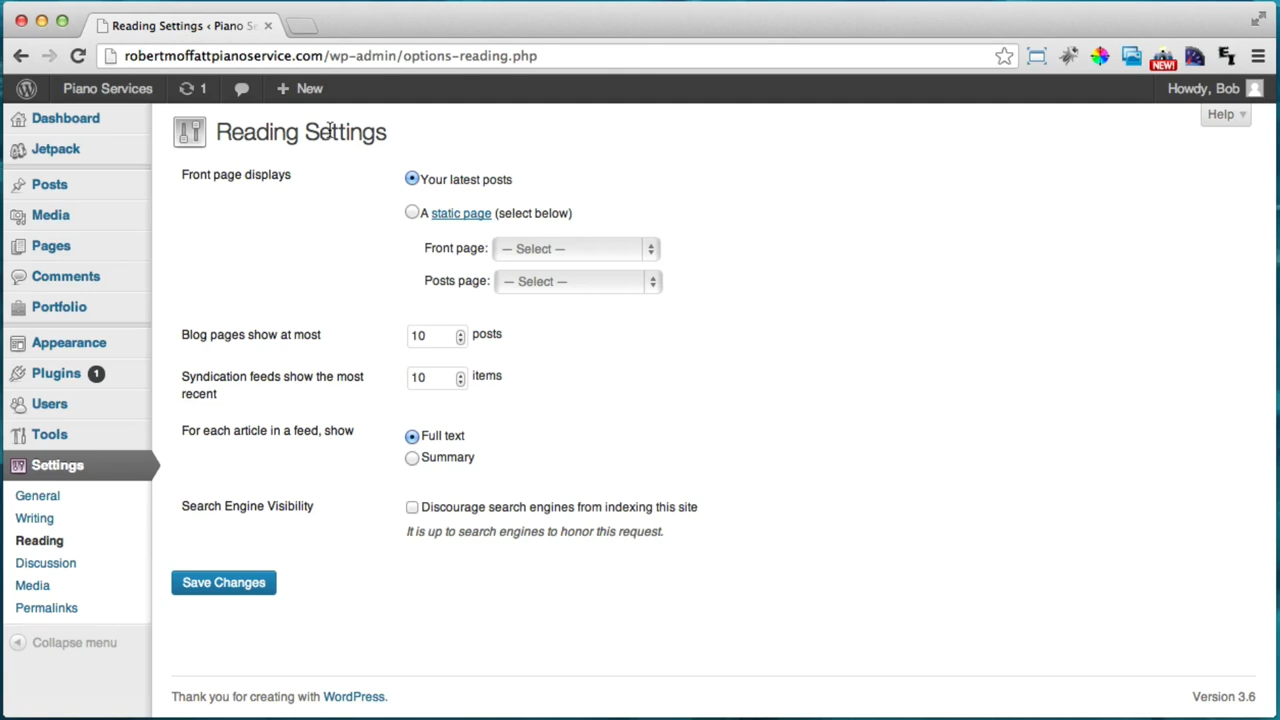 Reading Settings ‹ Piano Se
robertmoffattpianoservice.com/wp-admin/options-reading.php
NEW!
Piano Services 1 New Howdy, Bob
Help
Dashboard
Jetpack
Posts
Media
Pages
Comments
Portfolio
Appearance
Plugins 1
Users
Tools
Settings
General
Writing
Reading
Discussion
Media
Permalinks
Collapse menu
Reading Settings
Front page displays
Your latest posts
A static page (select below)
Front page: — Select —
Posts page: — Select —
Blog pages show at most 10 posts
Syndication feeds show the most recent 10 items
For each article in a feed, show
Full text
Summary
Search Engine Visibility
Discourage search engines from indexing this site
It is up to search engines to honor this request.
Save Changes
Thank you for creating with WordPress.
Version 3.6